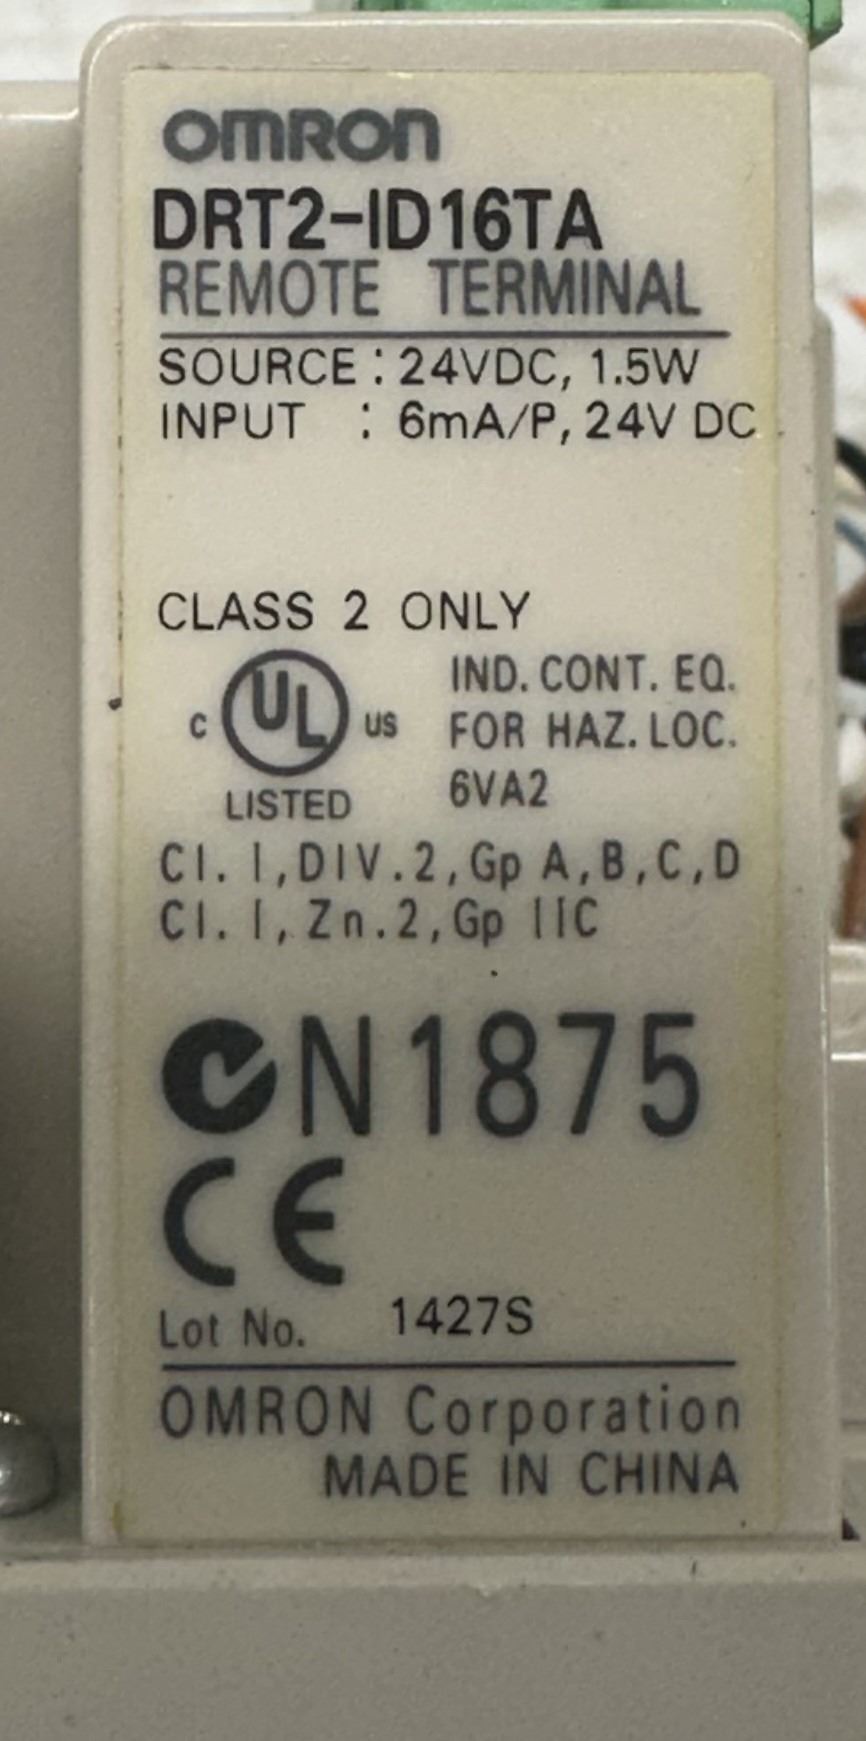 OMRON
DRT2-ID16TA
REMOTE TERMINAL
SOURCE : 24VDC, 1.5W
INPUT : 6mA/P, 24V DC
CLASS 2 ONLY
C UL US
LISTED
IND. CONT. EQ.
FOR HAZ. LOC.
6VA2
Cl. I, DIV.2, Gp A,B,C,D
Cl. I, Zn.2, Gp IIC
N1875
CE
Lot No. 1427S
OMRON Corporation
MADE IN CHINA